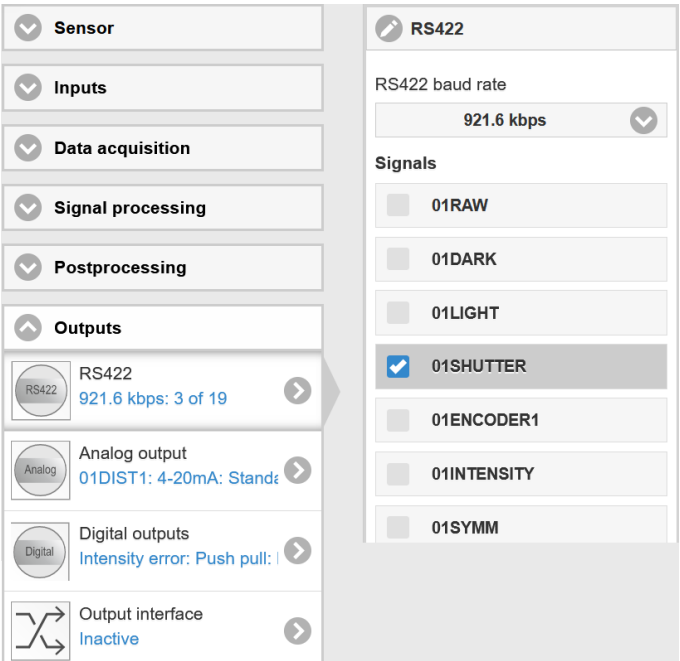 Sensor
Inputs
Data acquisition
Signal processing
Postprocessing
Outputs
RS422
RS422
921.6 kbps: 3 of 19
Analog
Analog output
01DIST1: 4-20mA: Standa
Digital
Digital outputs
Intensity error: Push pull:
Output interface
Inactive
RS422
RS422 baud rate
921.6 kbps
Signals
01RAW
01DARK
01LIGHT
01SHUTTER
01ENCODER1
01INTENSITY
01SYMM